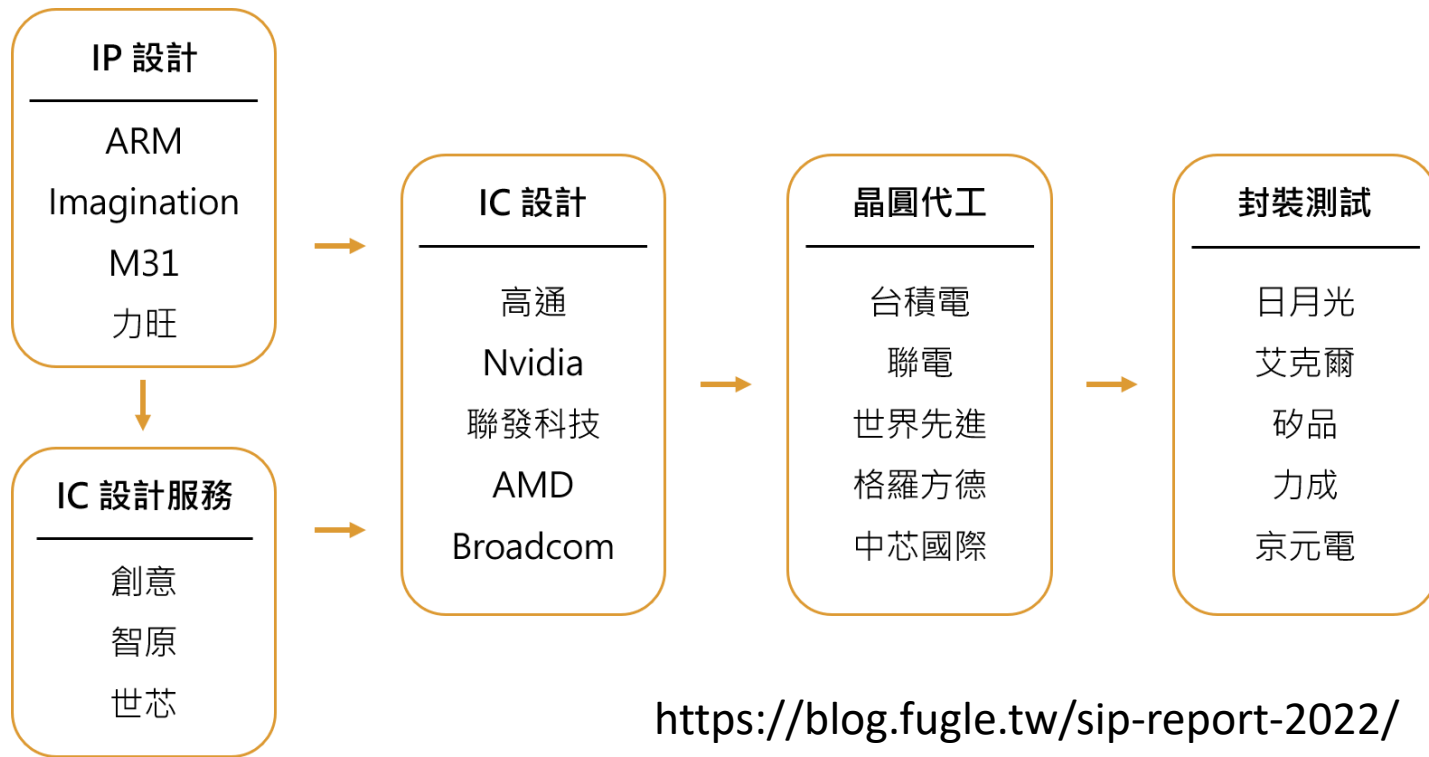 IP 設計
ARM
Imagination
M31
力旺
IC 設計服務
創意
智原
世芯
IC 設計
高通
Nvidia
聯發科技
AMD
Broadcom
晶圓代工
台積電
聯電
世界先進
格羅方德
中芯國際
封裝測試
日月光
艾克爾
矽品
力成
京元電
https://blog.fugle.tw/sip-report-2022/